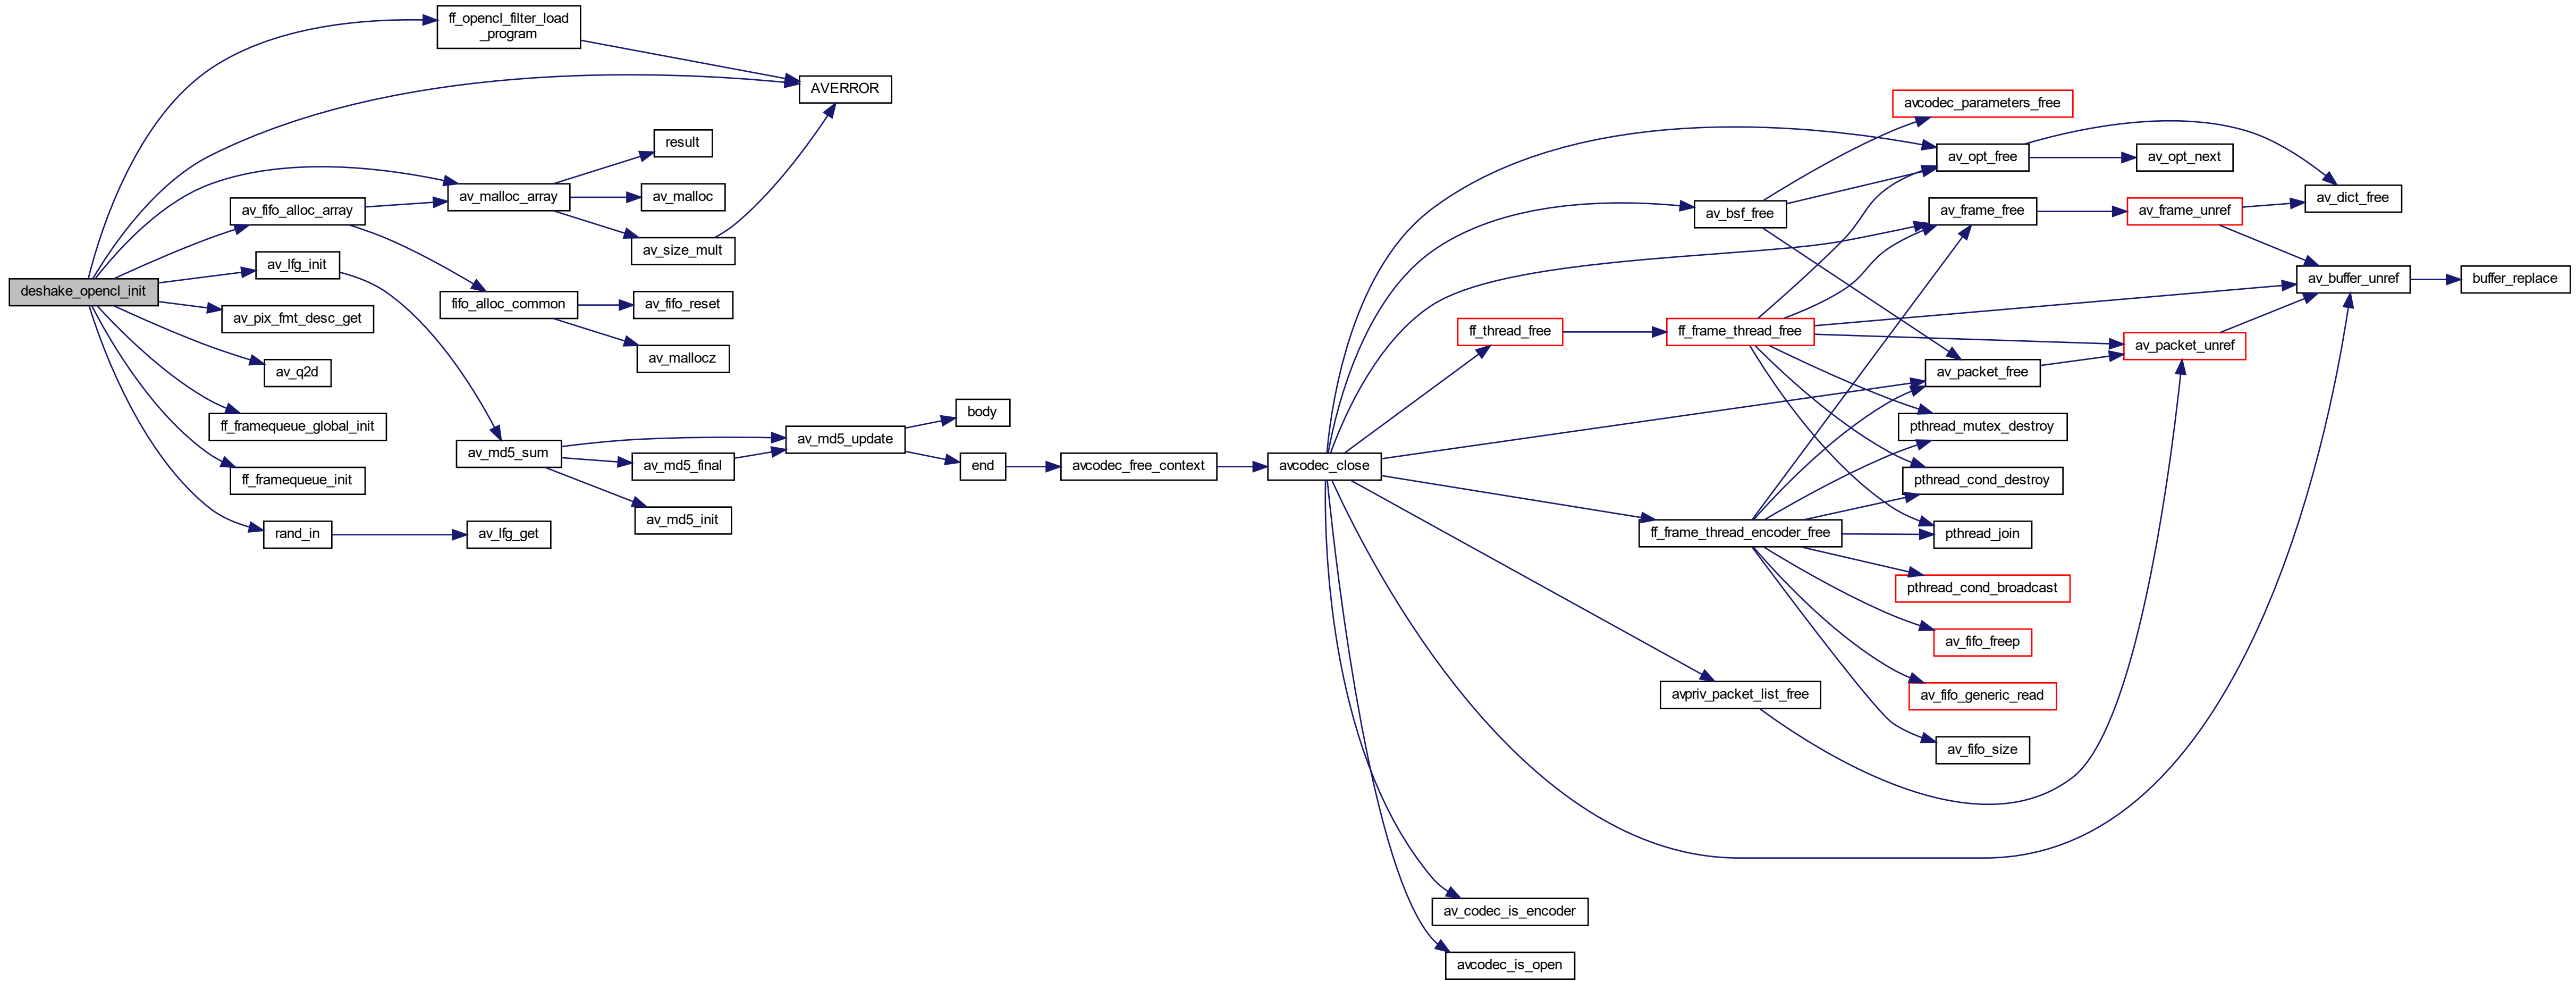 ff_opencl_filter_load
_program
AVERROR
avcodec_parameters_free
result
av_opt_free
av_opt_next
av_malloc_array
av_malloc
av_dict_free
av_fifo_alloc_array
av_bsf_free
av_frame_free
av_frame_unref
av_size_mult
av_lfg_init
av_buffer_unref
buffer_replace
deshake_opencl_init
fifo_alloc_common
av_fifo_reset
av_pix_fmt_desc_get
ff_thread_free
ff_frame_thread_free
av_packet_unref
av_mallocz
av_q2d
av_packet_free
body
ff_framequeue_global_init
pthread_mutex_destroy
av_md5_update
av_md5_sum
av_md5_final
end
avcodec_free_context
avcodec_close
ff_framequeue_init
pthread_cond_destroy
av_md5_init
rand_in
av_lfg_get
ff_frame_thread_encoder_free
pthread_join
pthread_cond_broadcast
av_fifo_freep
avpriv_packet_list_free
av_fifo_generic_read
av_fifo_size
av_codec_is_encoder
avcodec_is_open